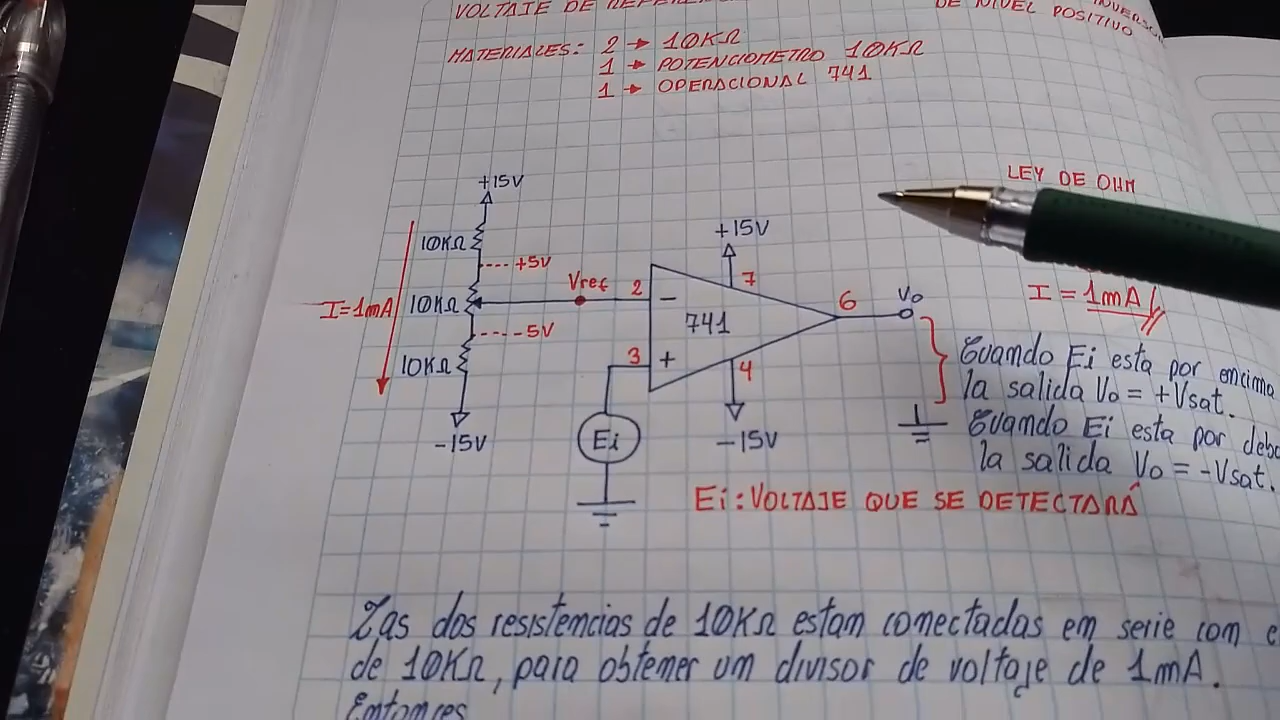 VOLTAJE DE
DE NIVEL POSITIVO
MATERIALES: 2 → 10KΩ
1 → POTENCIOMETRO 10KΩ
1 → OPERACIONAL 741
LEY DE OHM
+15V
10KΩ
+5V
I=1mA
10KΩ
Vref
-5V
10KΩ
-15V
2
-
741
3
+
+15V
7
6
Vo
4
-15V
Ei
I = 1mA
Cuando Ei esta por encima
la salida Vo = +Vsat.
Cuando Ei esta por
la salida Vo = -Vsat.
Ei: VOLTAJE QUE SE DETECTARÁ
Las dos resistencias de 10KΩ estam comectadas em serie com
de 10KΩ, para obtemer um divisor de voltaje de 1mA.
Emtomces